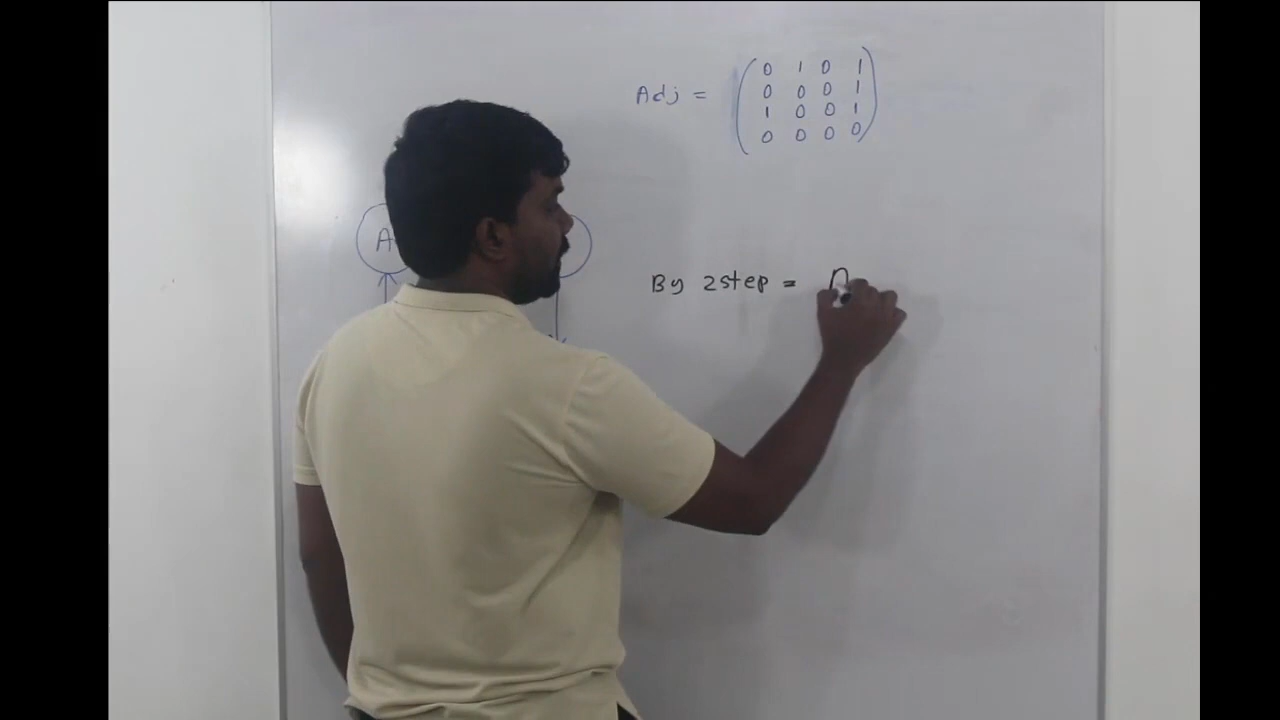 Adj = 0 1 0 1
0 0 0 1
1 0 0 1
0 0 0 0
A
By 2step =